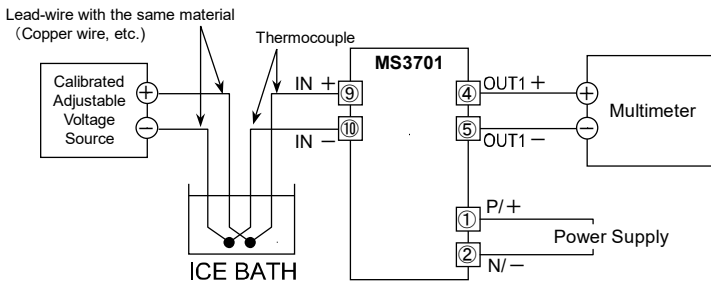 Lead-wire with the same material
（Copper wire, etc.)
Thermocouple
MS3701
Calibrated
Adjustable
Voltage
Source
+
−
IN +
⑨
IN −
⑩
④
OUT1 +
⑤
OUT1 −
+
−
Multimeter
①
P/+
②
N/−
Power Supply
ICE BATH